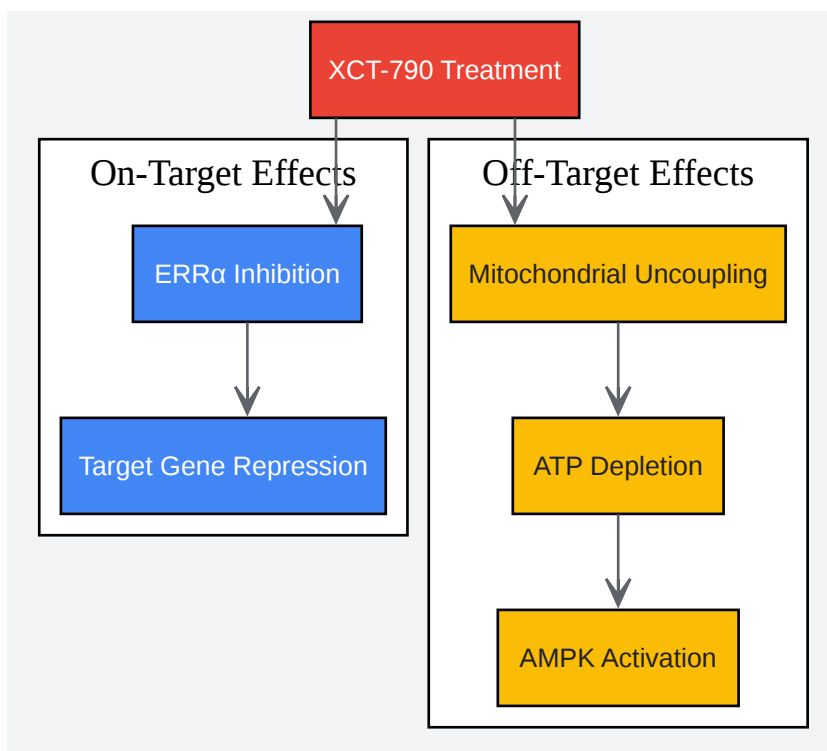 XCT-790 Treatment
On-Target Effects
Off-Target Effects
ERRα Inhibition
Mitochondrial Uncoupling
Target Gene Repression
ATP Depletion
AMPK Activation